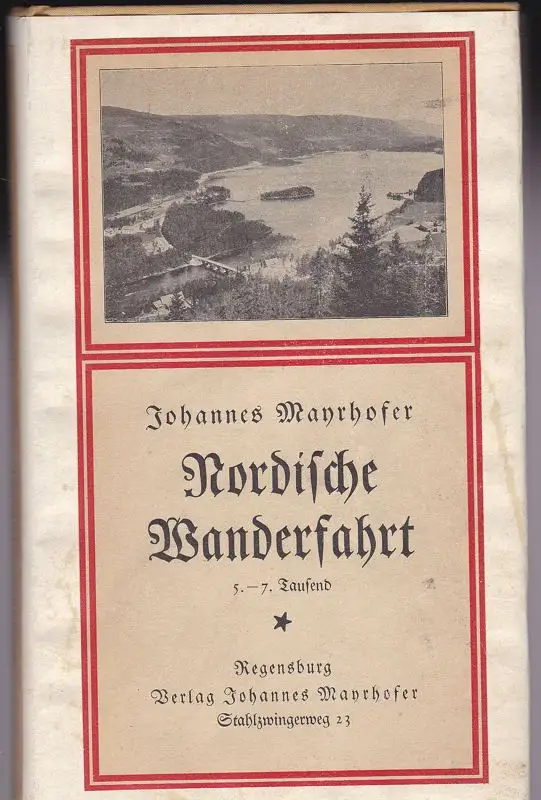 Johannes Mayrhofer
Nordische
Wanderfahrt
5.—7. Tausend
Regensburg
Verlag Johannes Mayrhofer
Stahlzwingerweg 23